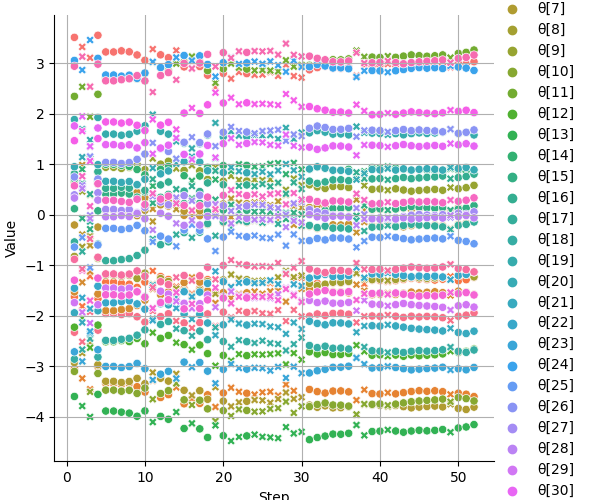 θ[7]
θ[8]
θ[9]
θ[10]
θ[11]
θ[12]
θ[13]
θ[14]
θ[15]
θ[16]
θ[17]
θ[18]
θ[19]
θ[20]
θ[21]
θ[22]
θ[23]
θ[24]
θ[25]
θ[26]
θ[27]
θ[28]
θ[29]
θ[30]
Value
3
2
1
0
−1
−2
−3
−4
0
10
20
30
40
50
Step